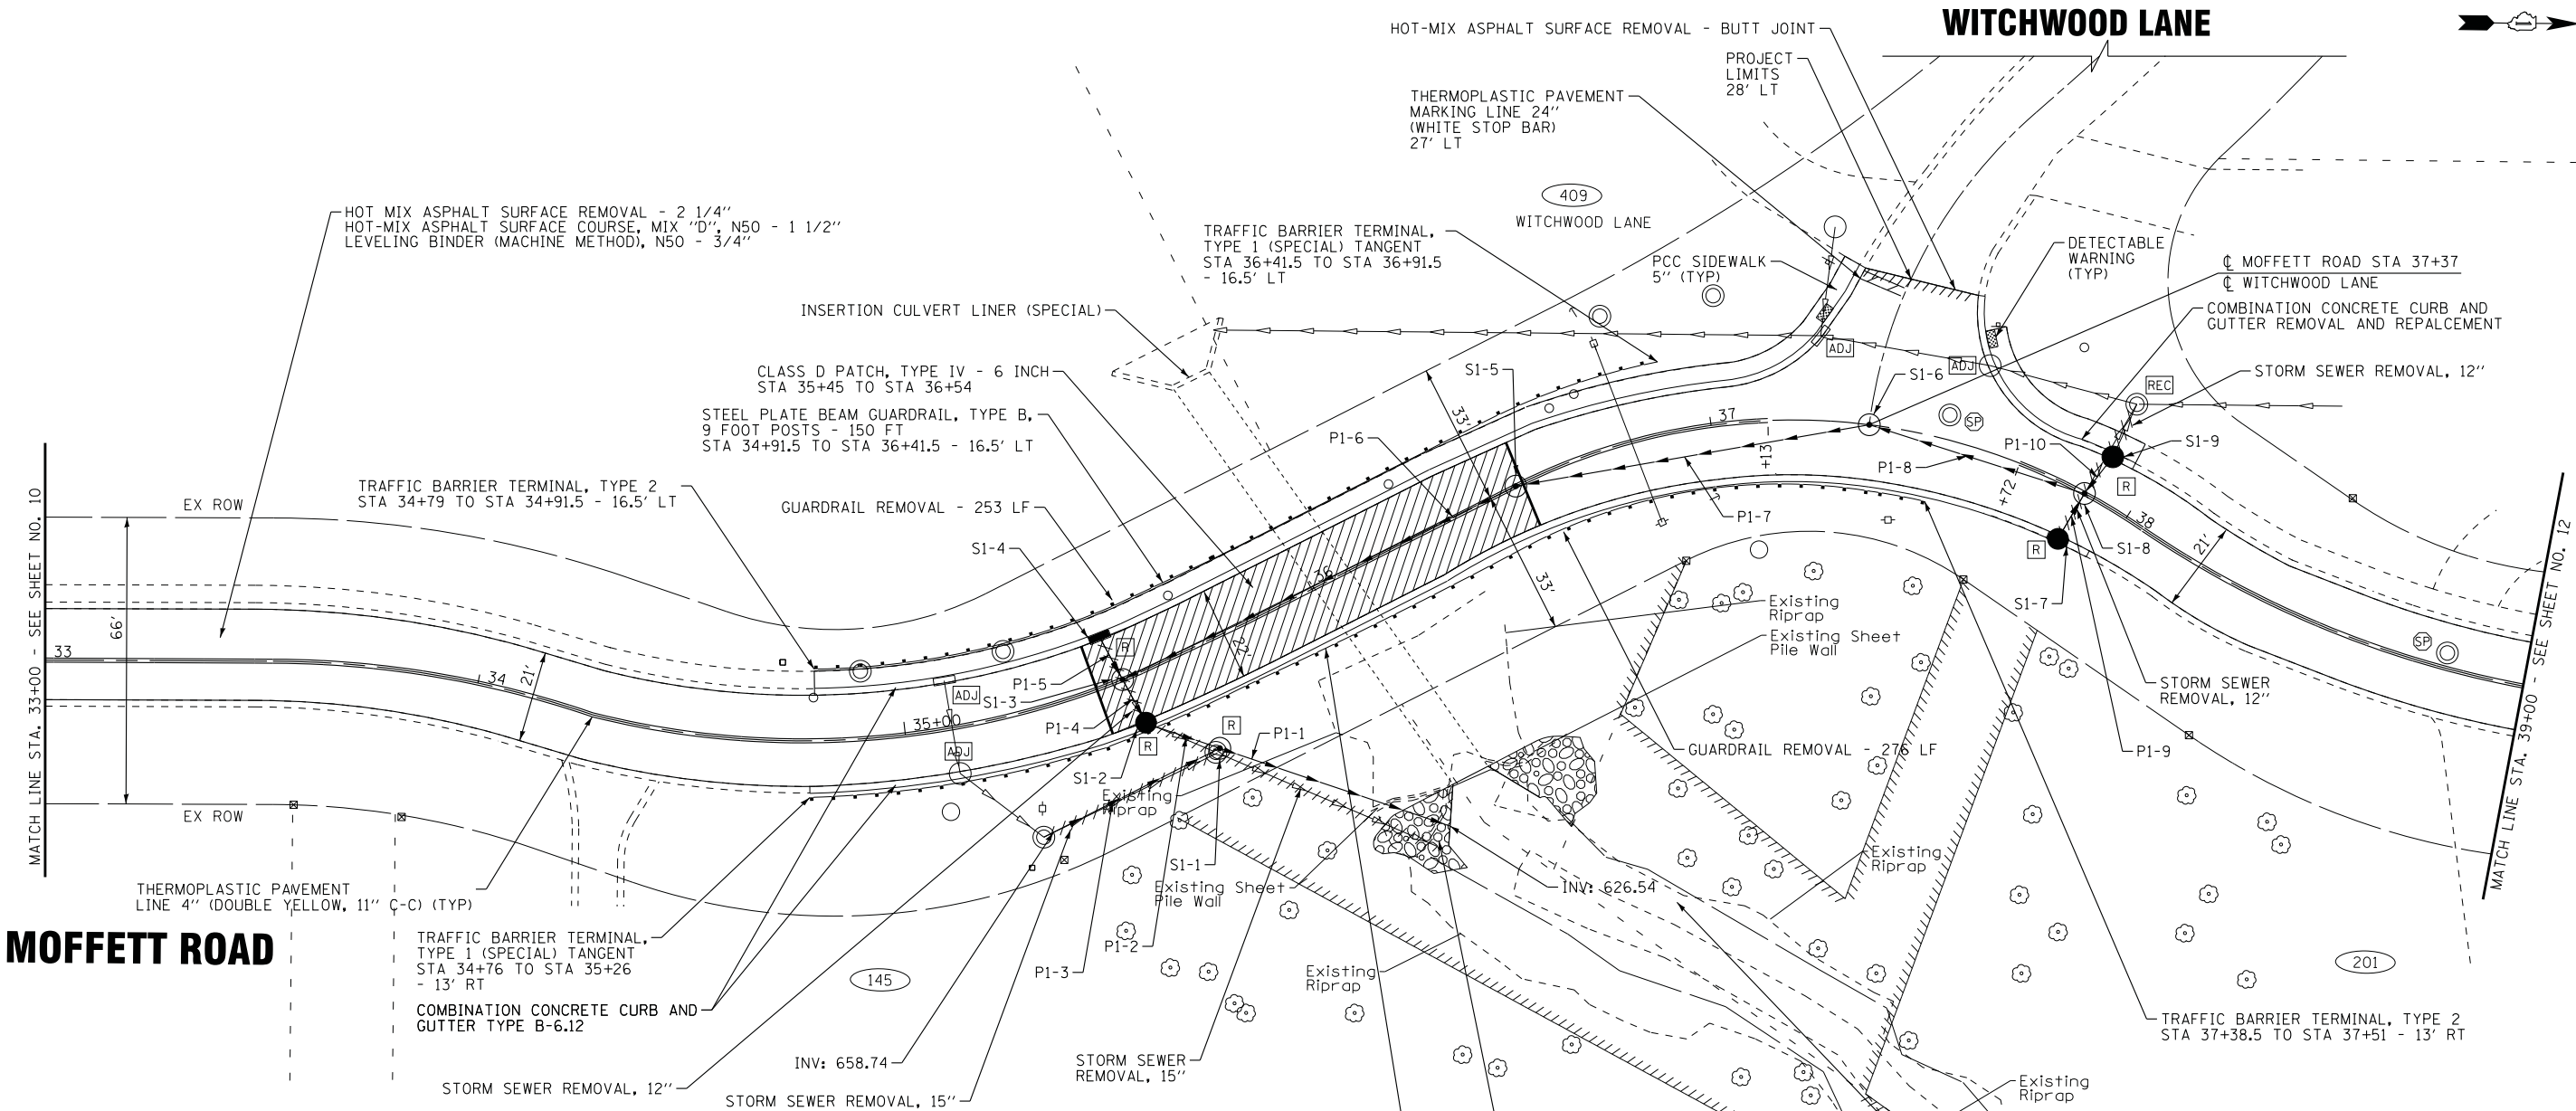 WITCHWOOD LANE
HOT-MIX ASPHALT SURFACE REMOVAL - BUTT JOINT
PROJECT
LIMITS
28' LT
THERMOPLASTIC PAVEMENT
MARKING LINE 24"
(WHITE STOP BAR)
27' LT
409
WITCHWOOD LANE
HOT MIX ASPHALT SURFACE REMOVAL - 2 1/4"
HOT-MIX ASPHALT SURFACE COURSE, MIX "D", N50 - 1 1/2"
LEVELING BINDER (MACHINE METHOD), N50 - 3/4"
TRAFFIC BARRIER TERMINAL,
TYPE 1 (SPECIAL) TANGENT
STA 36+41.5 TO STA 36+91.5
- 16.5' LT
PCC SIDEWALK
5" (TYP)
DETECTABLE
WARNING
(TYP)
℄ MOFFETT ROAD STA 37+37
℄ WITCHWOOD LANE
COMBINATION CONCRETE CURB AND
GUTTER REMOVAL AND REPALCEMENT
INSERTION CULVERT LINER (SPECIAL)
ADJ
ADJ
CLASS D PATCH, TYPE IV - 6 INCH
STA 35+45 TO STA 36+54
S1-5
S1-6
STORM SEWER REMOVAL, 12"
REC
STEEL PLATE BEAM GUARDRAIL, TYPE B,
9 FOOT POSTS - 150 FT
STA 34+91.5 TO STA 36+41.5 - 16.5' LT
33'
37
SP
P1-6
+13
P1-10
S1-9
P1-8
TRAFFIC BARRIER TERMINAL, TYPE 2
STA 34+79 TO STA 34+91.5 - 16.5' LT
+72
R
EX ROW
GUARDRAIL REMOVAL - 253 LF
P1-7
38
S1-4
36
33'
R
S1-8
21'
MATCH LINE STA. 33+00 - SEE SHEET NO. 10
66'
33
34
21'
R
22'
Existing
Riprap
S1-7
Existing Sheet
Pile Wall
SP
P1-5
ADJ
S1-3
STORM SEWER
REMOVAL, 12"
P1-4
35+00
R
R
P1-1
GUARDRAIL REMOVAL - 276 LF
P1-9
ADJ
S1-2
Existing
Riprap
EX ROW
MATCH LINE STA. 39+00 - SEE SHEET NO. 12
S1-1
Existing
Riprap
THERMOPLASTIC PAVEMENT
LINE 4" (DOUBLE YELLOW, 11" C-C) (TYP)
Existing Sheet
Pile Wall
INV: 626.54
MOFFETT ROAD
TRAFFIC BARRIER TERMINAL,
TYPE 1 (SPECIAL) TANGENT
STA 34+76 TO STA 35+26
- 13' RT
P1-2
P1-3
145
Existing
Riprap
201
COMBINATION CONCRETE CURB AND
GUTTER TYPE B-6.12
TRAFFIC BARRIER TERMINAL, TYPE 2
STA 37+38.5 TO STA 37+51 - 13' RT
INV: 658.74
STORM SEWER
REMOVAL, 15"
STORM SEWER REMOVAL, 12"
STORM SEWER REMOVAL, 15"
Existing
Riprap